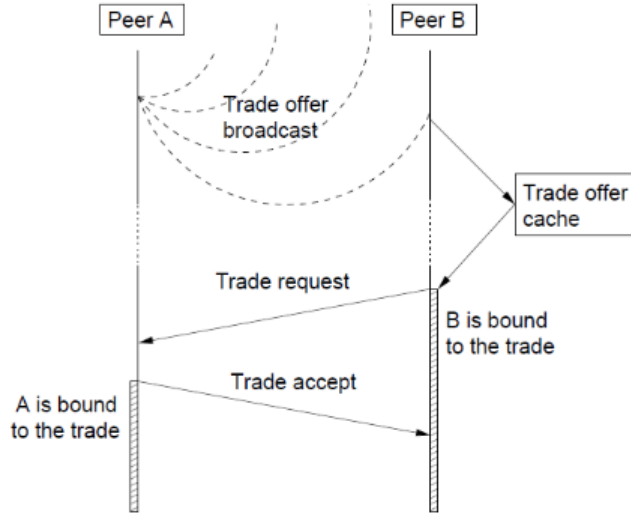 Peer A
Peer B
Trade offer
broadcast
Trade offer
cache
Trade request
B is bound
to the trade
Trade accept
A is bound
to the trade